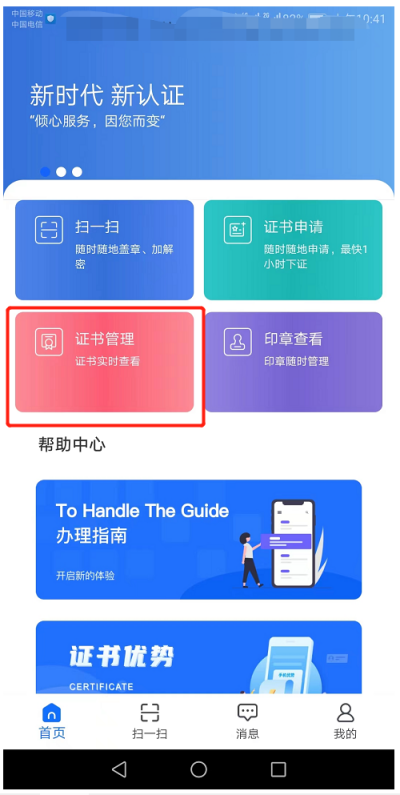 中国移动
中国电信
新时代 新认证
“倾心服务，因您而变”
扫一扫
随时随地盖章、加解
密
证书申请
随时随地申请，最快1
小时下证
证书管理
证书实时查看
印章查看
印章随时管理
帮助中心
To Handle The Guide
办理指南
开启新的体验
证书优势
CERTIFICATE
首页
扫一扫
消息
我的